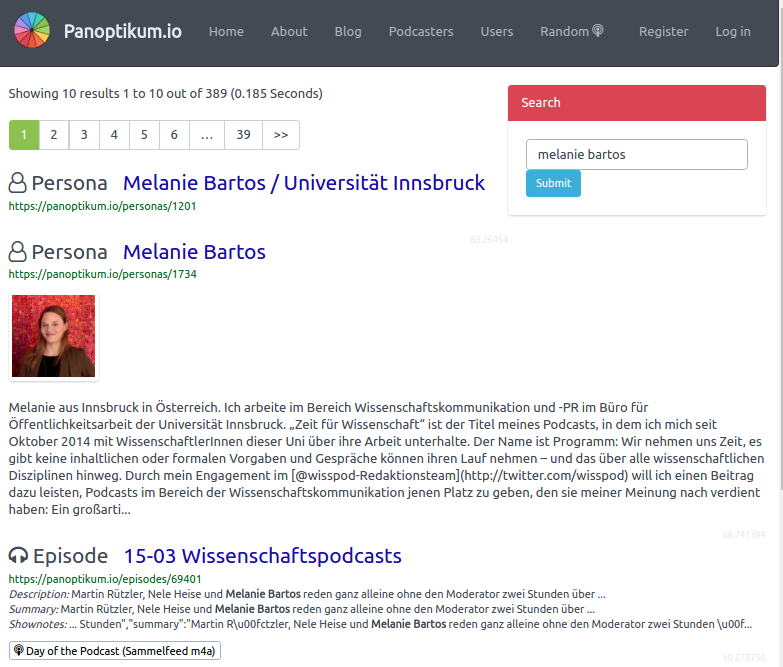 Panoptikum.io Home About Blog Podcasters Users Random Register Log in
Showing 10 results 1 to 10 out of 389 (0.185 Seconds)
1 2 3 4 5 6 ... 39 >>
Search
melanie bartos
Submit
Persona Melanie Bartos / Universität Innsbruck
https://panoptikum.io/personas/1201
83.26454
Persona Melanie Bartos
https://panoptikum.io/personas/1734
Melanie aus Innsbruck in Österreich. Ich arbeite im Bereich Wissenschaftskommunikation und -PR im Büro für
Öffentlichkeitsarbeit der Universität Innsbruck. „Zeit für Wissenschaft“ ist der Titel meines Podcasts, in dem ich mich seit
Oktober 2014 mit WissenschaftlerInnen dieser Uni über ihre Arbeit unterhalte. Der Name ist Programm: Wir nehmen uns Zeit, es
gibt keine inhaltlichen oder formalen Vorgaben und Gespräche können ihren Lauf nehmen – und das über alle wissenschaftlichen
Disziplinen hinweg. Durch mein Engagement im [@wisspod-Redaktionsteam](http://twitter.com/wisspod) will ich einen Beitrag
dazu leisten, Podcasts im Bereich der Wissenschaftskommunikation jenen Platz zu geben, den sie meiner Meinung nach verdient
haben: Ein großarti...
68.741394
Episode 15-03 Wissenschaftspodcasts
https://panoptikum.io/episodes/69401
Description: Martin Rützler, Nele Heise und Melanie Bartos reden ganz alleine ohne den Moderator zwei Stunden über ...
Summary: Martin Rützler, Nele Heise und Melanie Bartos reden ganz alleine ohne den Moderator zwei Stunden über ...
Shownotes: ... Stunden","summary":"Martin R\u00fctzler, Nele Heise und Melanie Bartos reden ganz alleine ohne den Moderator zwei Stunden \u00f...
Day of the Podcast (Sammelfeed m4a)
50.278736